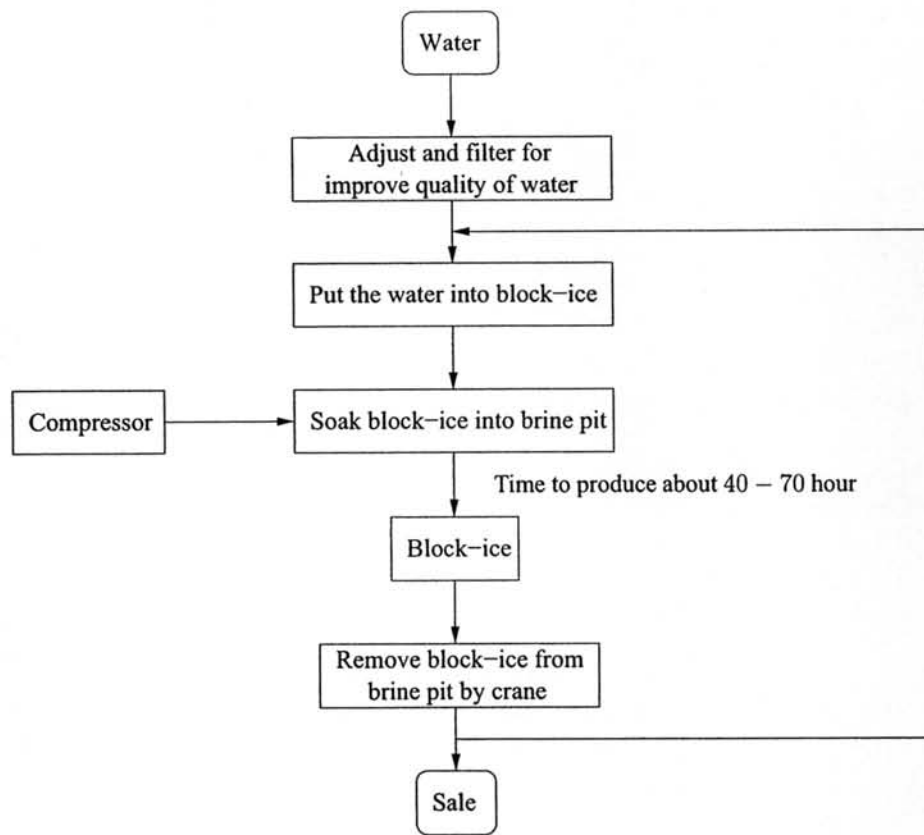 Water
Adjust and filter for
improve quality of water
Put the water into block-ice
Compressor
Soak block-ice into brine pit
Time to produce about 40 – 70 hour
Block-ice
Remove block-ice from
brine pit by crane
Sale